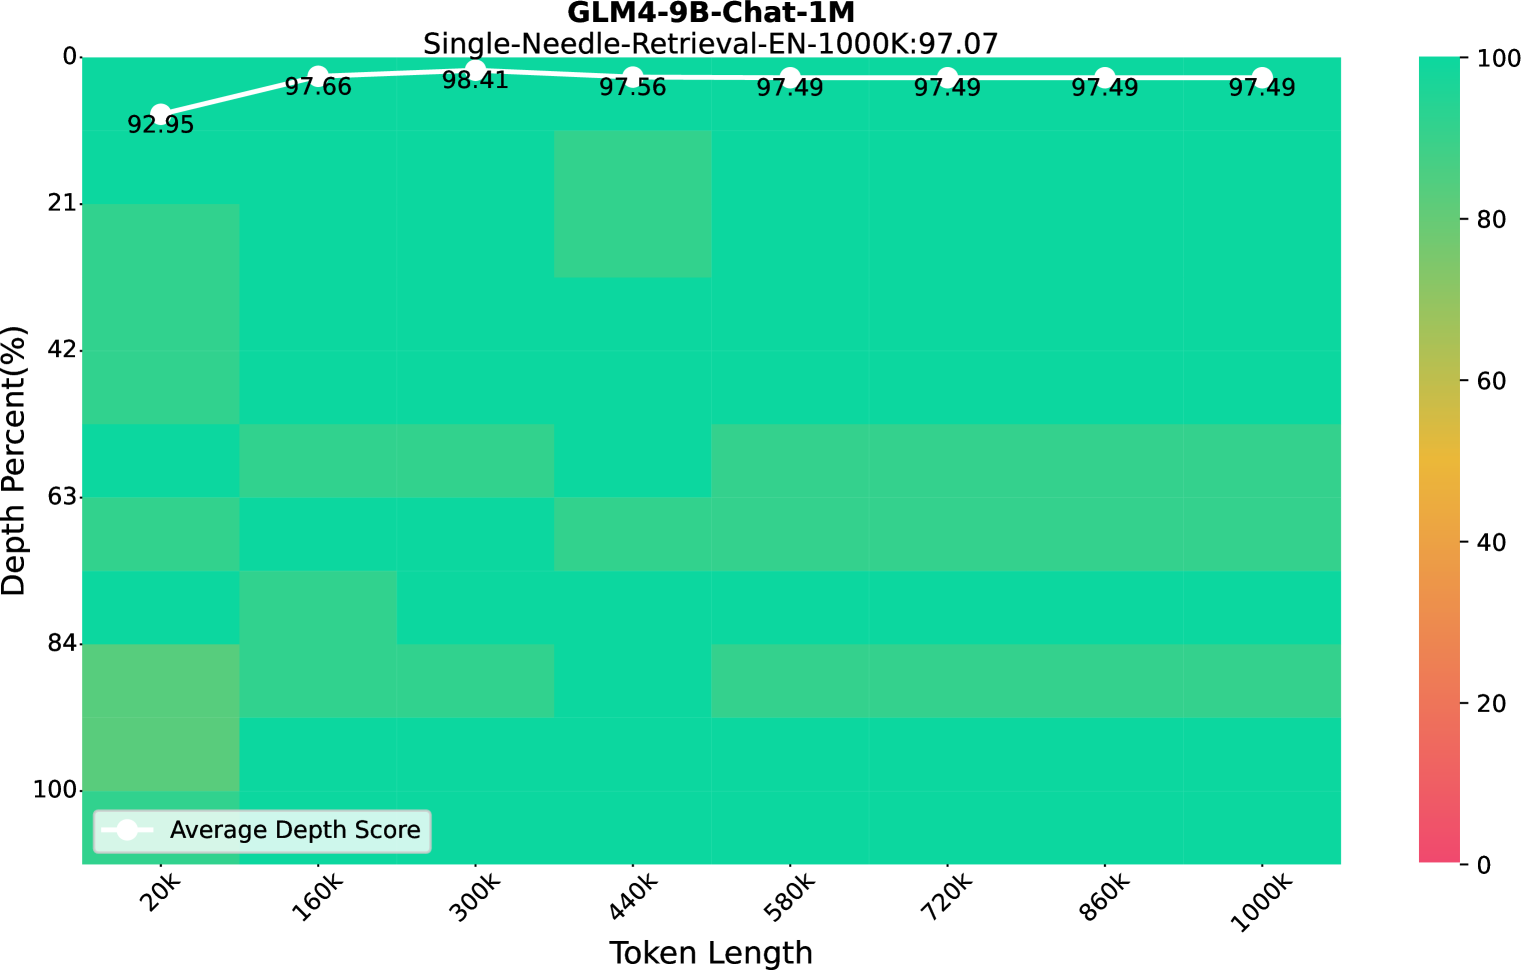 GLM4-9B-Chat-1M
Single-Needle-Retrieval-EN-1000K:97.07
0
21
42
63
84
100
Depth Percent(%)
92.95
97.66
98.41
97.56
97.49
97.49
97.49
97.49
Average Depth Score
20k
160k
300k
440k
580k
720k
860k
1000k
Token Length
100
80
60
40
20
0